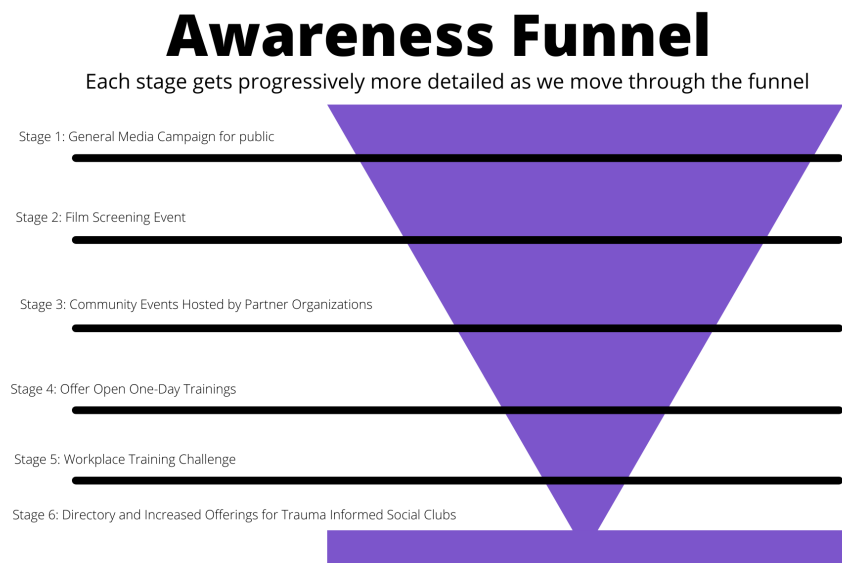 Awareness Funnel
Each stage gets progressively more detailed as we move through the funnel
Stage 1: General Media Campaign for public
Stage 2: Film Screening Event
Stage 3: Community Events Hosted by Partner Organizations
Stage 4: Offer Open One-Day Trainings
Stage 5: Workplace Training Challenge
Stage 6: Directory and Increased Offerings for Trauma Informed Social Clubs